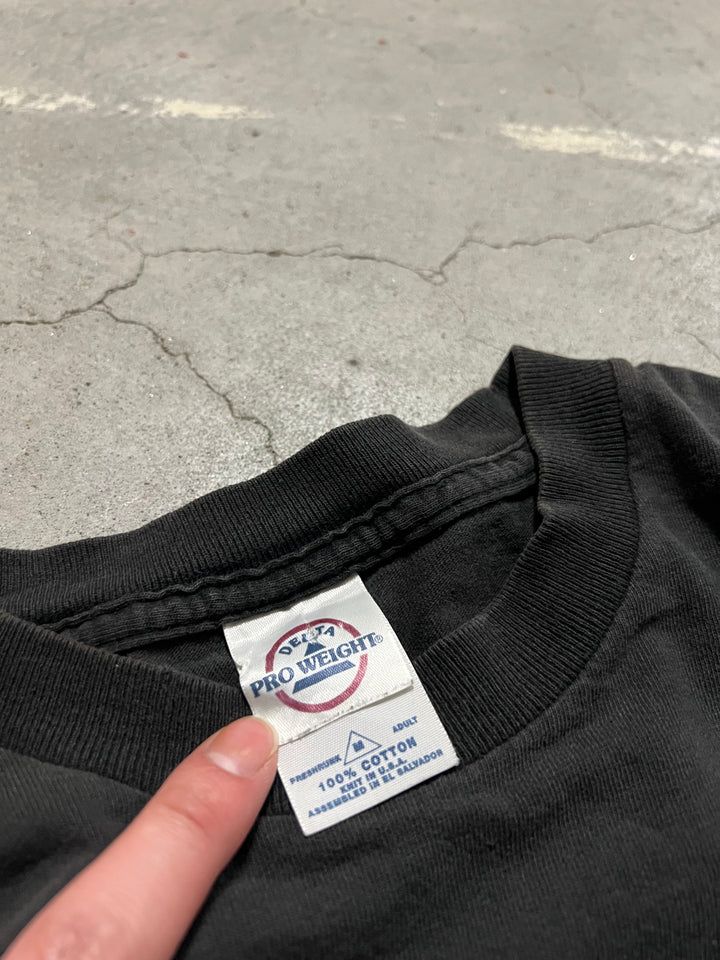 DELTA
PRO WEIGHT®
PRESHRUNK M ADULT
100% COTTON
KNIT IN U.S.A.
ASSEMBLED IN EL SALVADOR